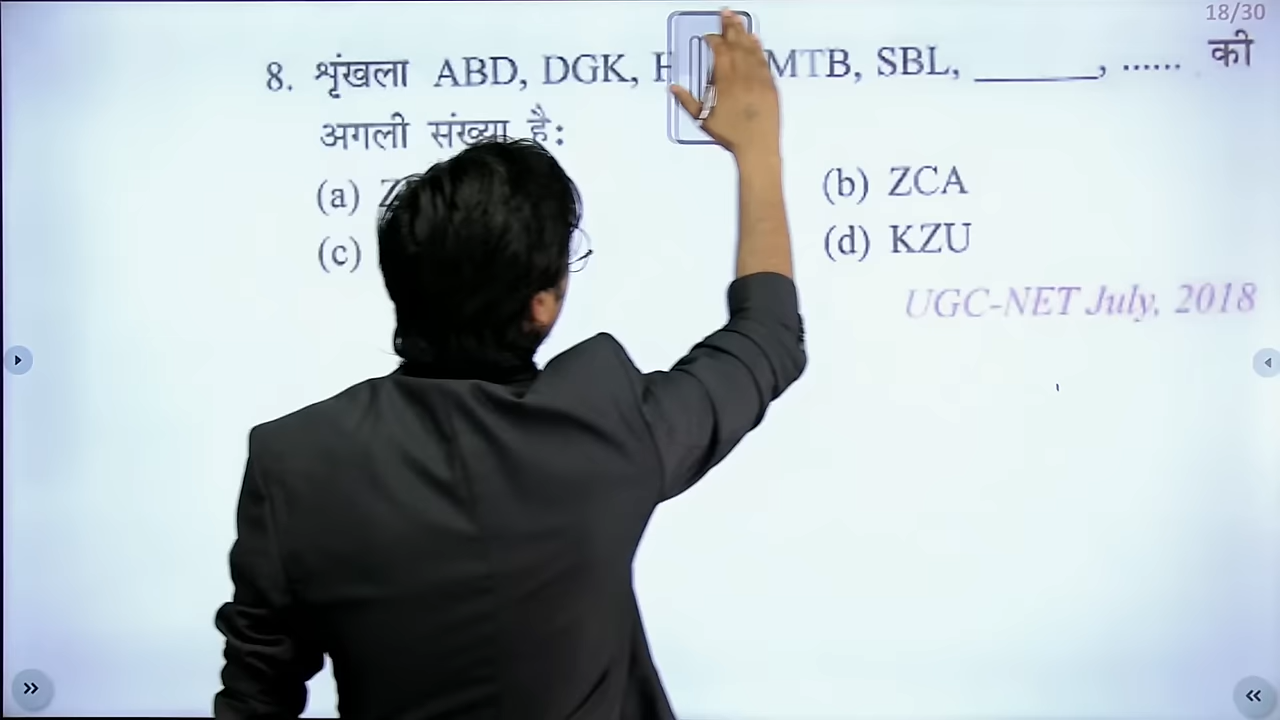 18/30
8. शृंखला ABD, DGK, MTB, SBL, ______, ...... की
अगली संख्या है:
(a)
(b) ZCA
(c)
(d) KZU
UGC-NET July, 2018